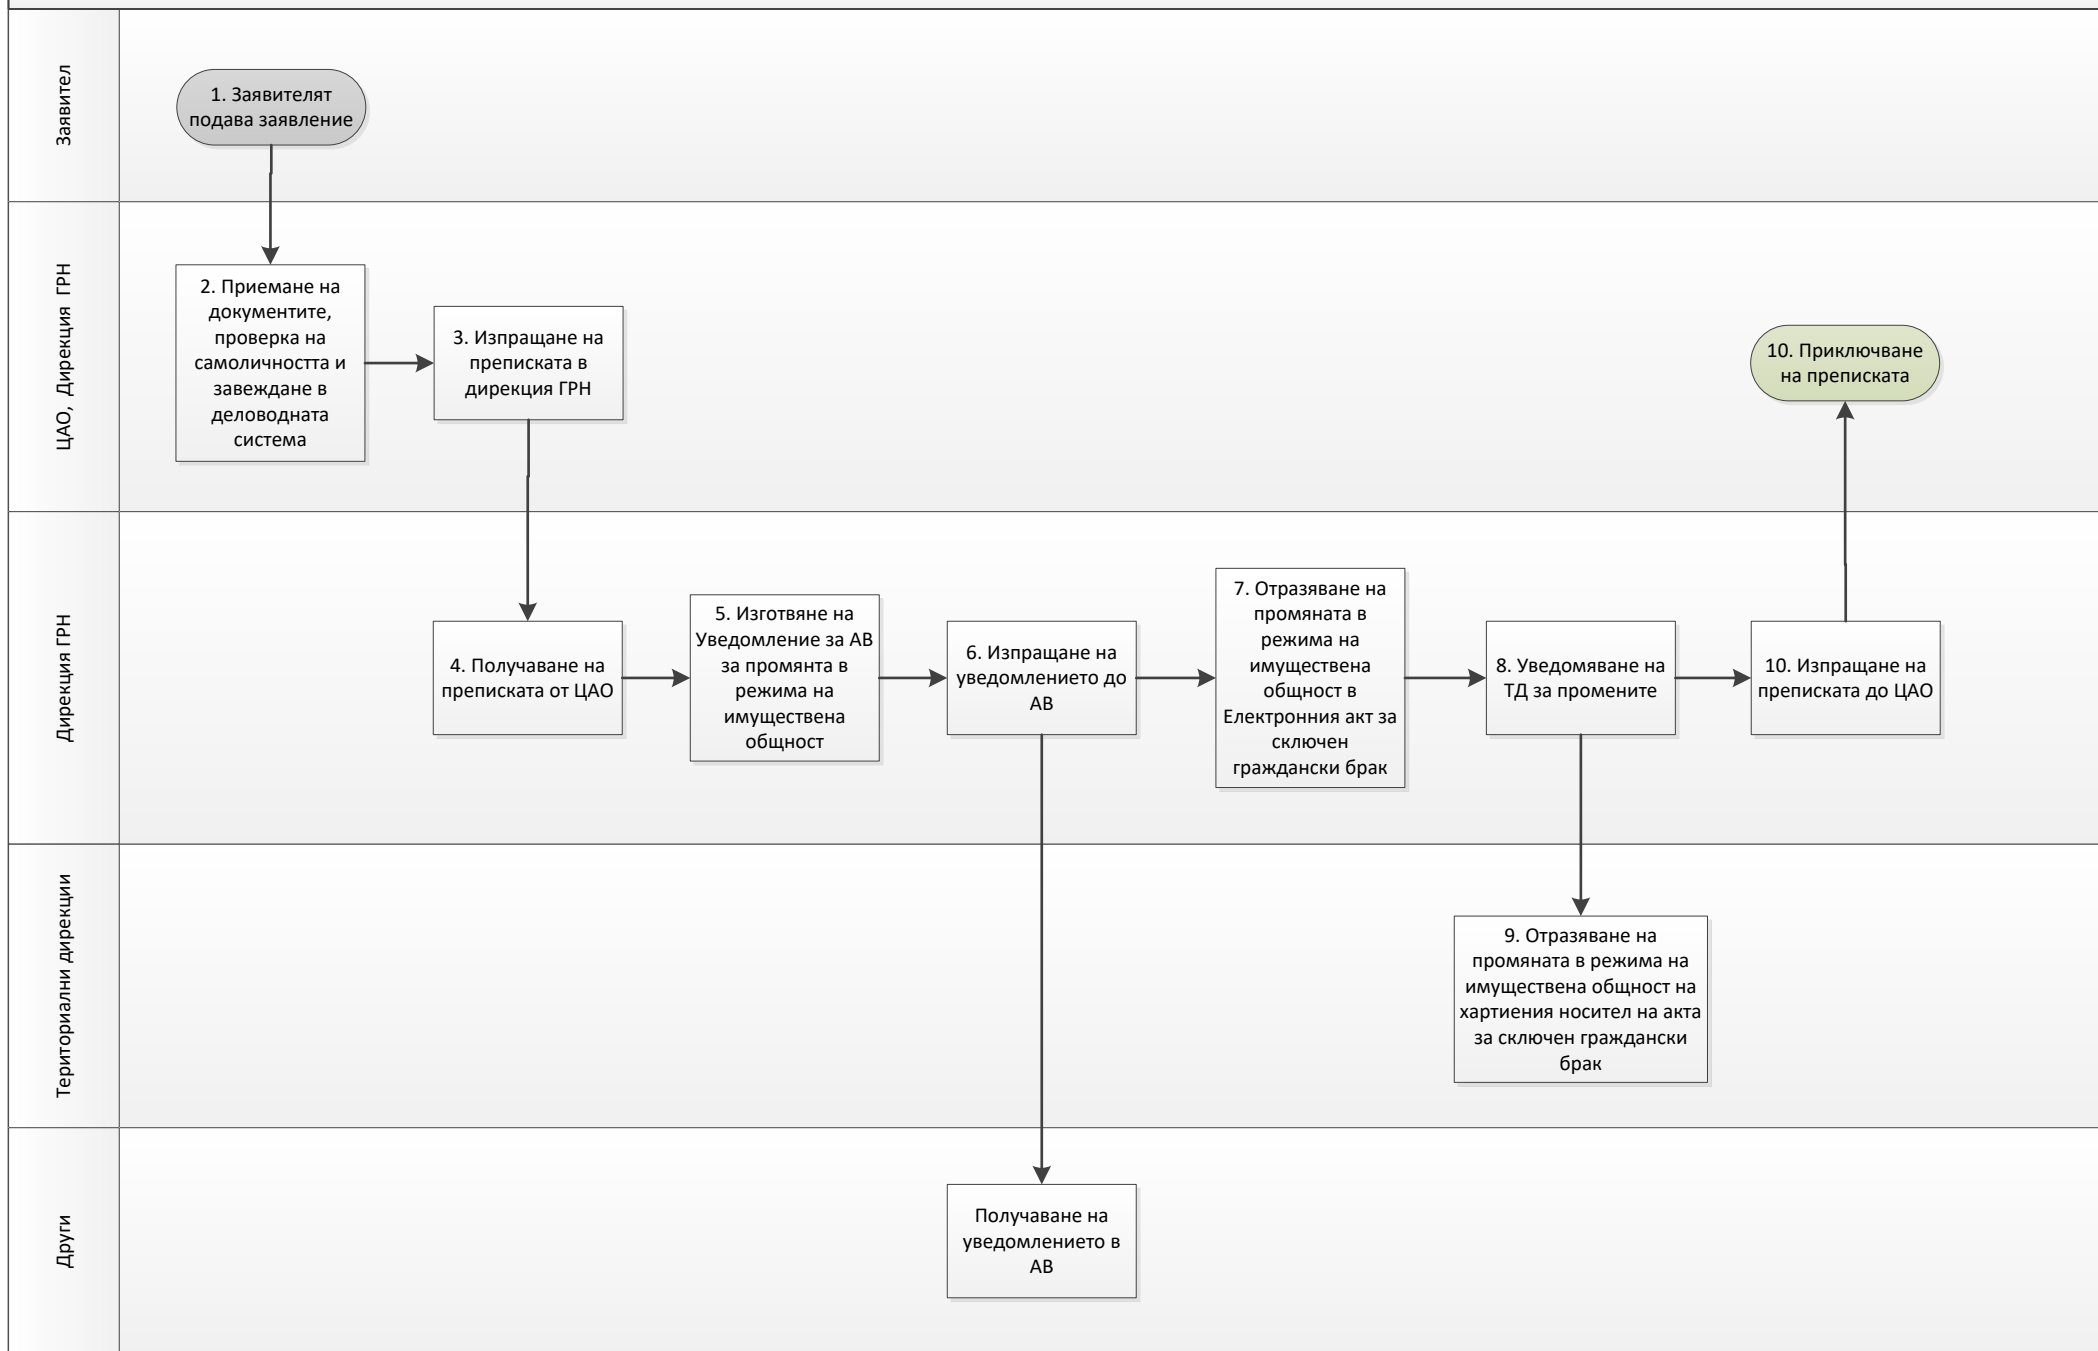 Заявител
1. Заявителят
подава заявление
ЦАО, Дирекция ГРН
2. Приемане на
документите,
проверка на
самоличността и
завеждане в
деловодната
система
3. Изпращане на
преписката в
дирекция ГРН
10. Приключване
на преписката
Дирекция ГРН
4. Получаване на
преписката от ЦАО
5. Изготвяне на
Уведомление за АВ
за промянта в
режима на
имуществена
общност
6. Изпращане на
уведомлението до
АВ
7. Отразяване на
промяната в
режима на
имуществена
общност в
Електронния акт за
сключен
граждански брак
8. Уведомяване на
ТД за промените
10. Изпращане на
преписката до ЦАО
Териториални дирекции
9. Отразяване на
промяната в режима на
имуществена общност на
хартиения носител на акта
за сключен граждански
брак
Други
Получаване на
уведомлението в
АВ